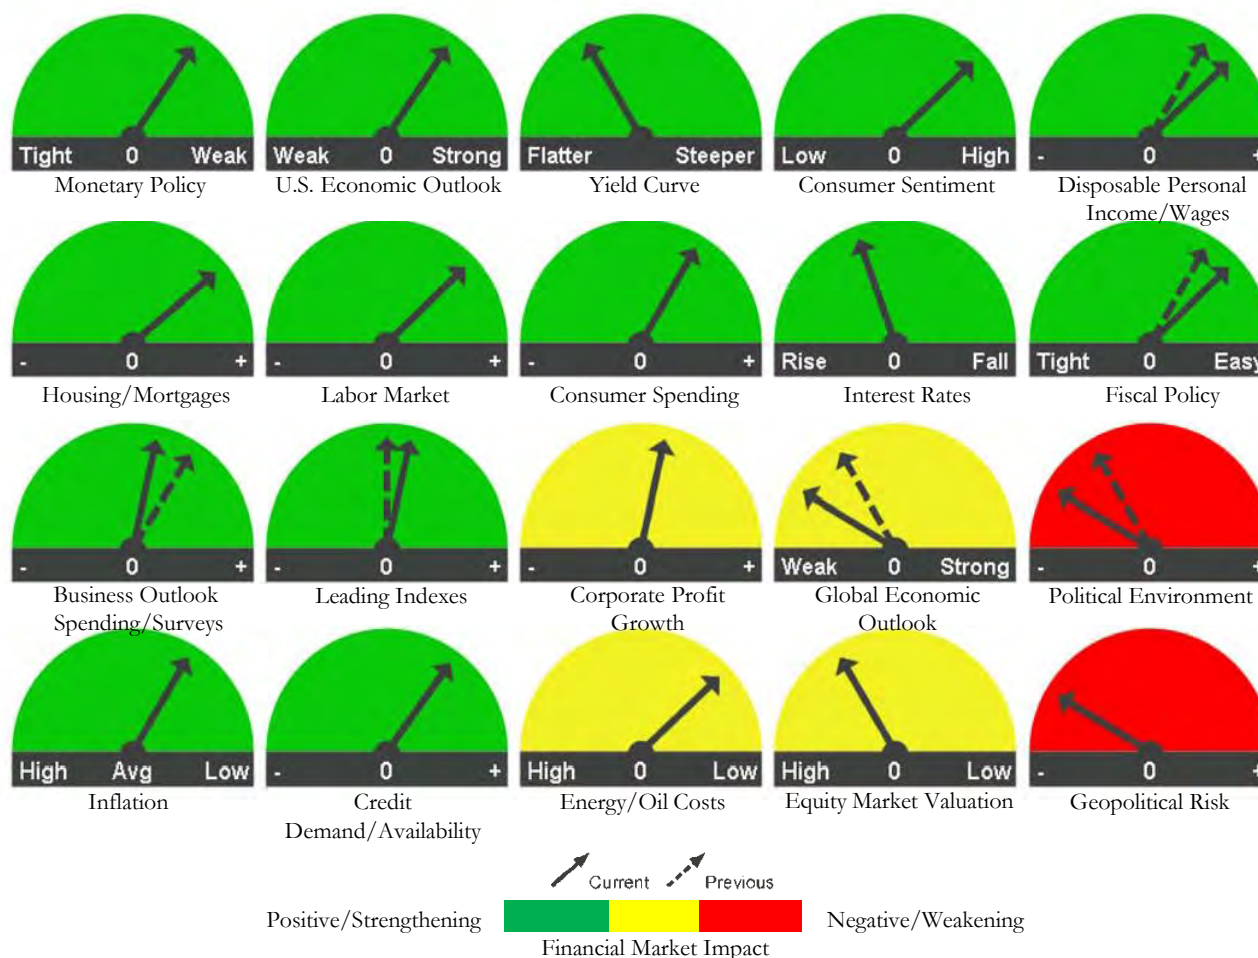 Tight 0 Weak
Monetary Policy
Weak 0 Strong
U.S. Economic Outlook
Flatter Steeper
Yield Curve
Low 0 High
Consumer Sentiment
- 0 +
Disposable Personal
Income/Wages
- 0 +
Housing/Mortgages
- 0 +
Labor Market
- 0 +
Consumer Spending
Rise 0 Fall
Interest Rates
Tight 0 Easy
Fiscal Policy
- 0 +
Business Outlook
Spending/Surveys
- 0 +
Leading Indexes
- 0 +
Corporate Profit
Growth
Weak 0 Strong
Global Economic
Outlook
- 0 +
Political Environment
High Avg Low
Inflation
- 0 +
Credit
Demand/Availability
High 0 Low
Energy/Oil Costs
High 0 Low
Equity Market Valuation
- 0 +
Geopolitical Risk
Current Previous
Positive/Strengthening Negative/Weakening
Financial Market Impact